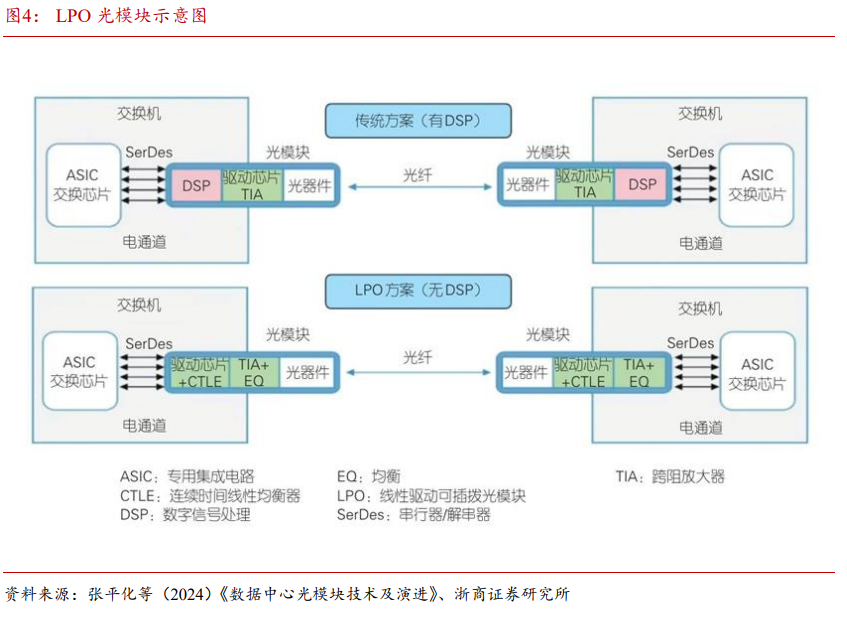 图4： LPO 光模块示意图
传统方案（有DSP）
交换机
SerDes
光模块
ASIC
交换芯片
DSP
驱动芯片
TIA
光器件
电通道
光纤
交换机
光模块
SerDes
光器件
驱动芯片
TIA
DSP
ASIC
交换芯片
电通道
LPO方案（无DSP）
交换机
SerDes
光模块
ASIC
交换芯片
驱动芯片
+CTLE
TIA+
EQ
光器件
电通道
光纤
交换机
光模块
SerDes
光器件
驱动芯片
+CTLE
TIA+
EQ
ASIC
交换芯片
电通道
ASIC：专用集成电路
EQ：均衡
TIA：跨阻放大器
CTLE：连续时间线性均衡器
LPO：线性驱动可插拨光模块
DSP：数字信号处理
SerDes：串行器/解串器
资料来源：张平化等（2024）《数据中心光模块技术及演进》、浙商证券研究所